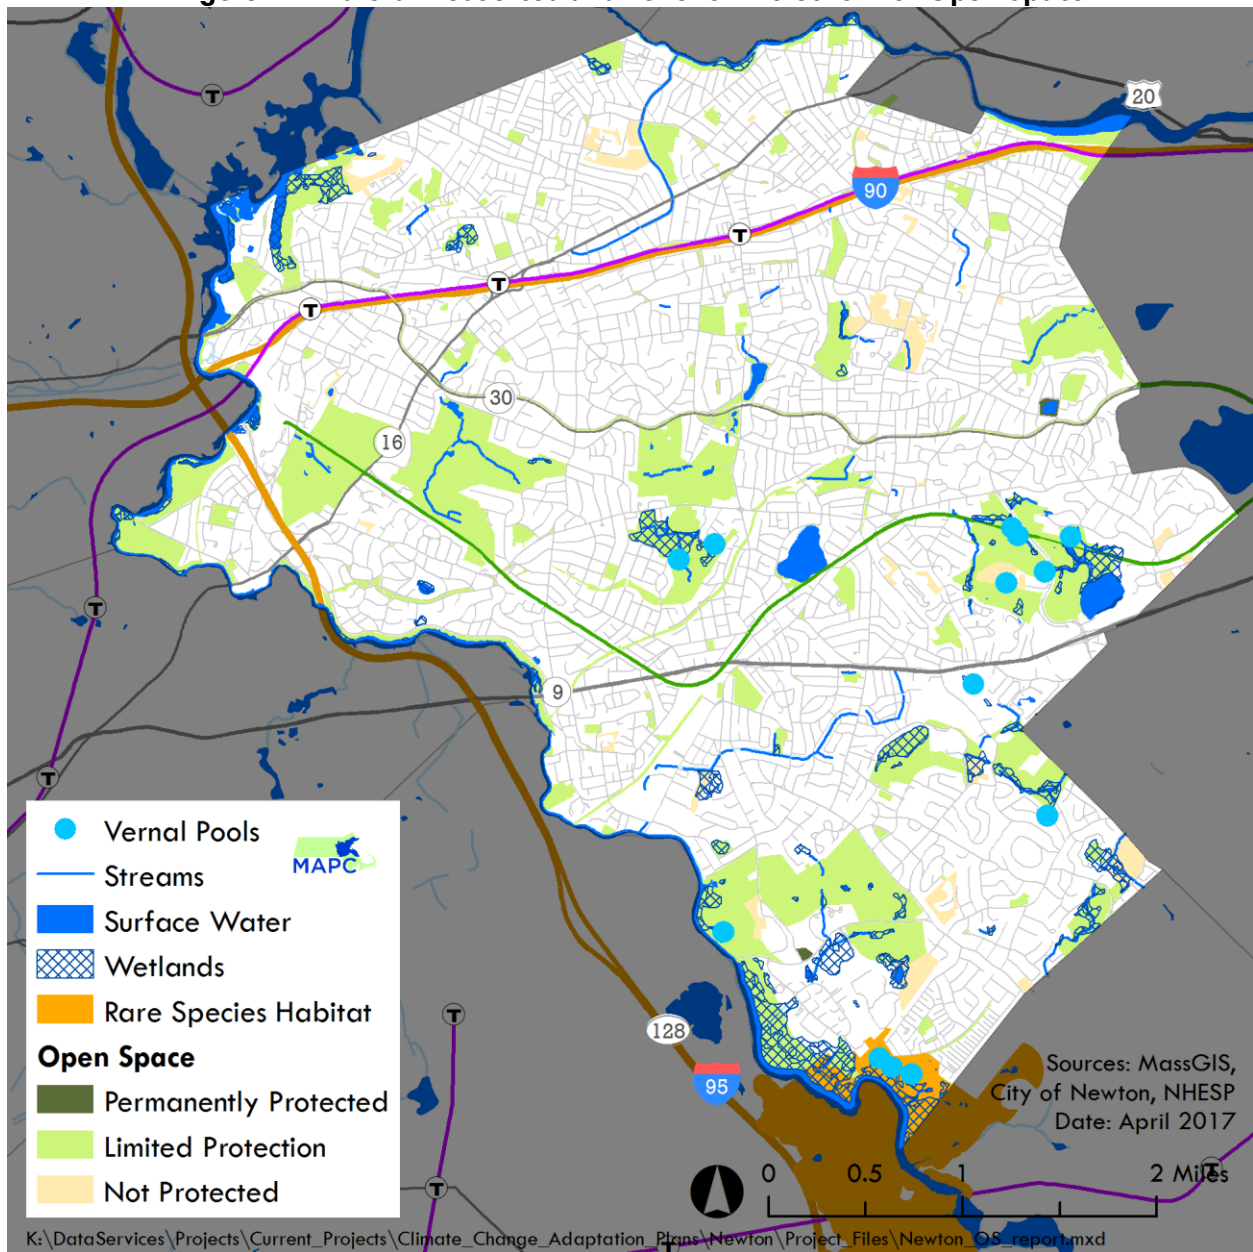 20
90
T
T
T
T
30
16
T
9
T
Vernal Pools
MAPC
Streams
Surface Water
Wetlands
Rare Species Habitat
Open Space
Permanently Protected
Limited Protection
Not Protected
T
128
95
Sources: MassGIS,
City of Newton, NHESP
Date: April 2017
0 0.5 1 2 Miles
T
T
T
K:\DataServices\Projects\Current_Projects\Climate_Change_Adaptation_Plans\Newton\Project_Files\Newton_OS_report.mxd